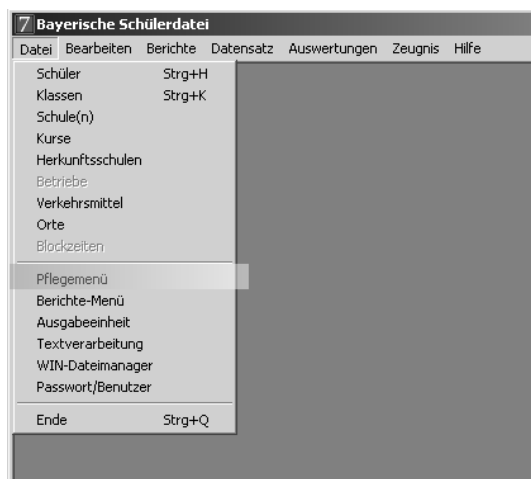 7 Bayerische Schülerdatei
Datei Bearbeiten Berichte Datensatz Auswertungen Zeugnis Hilfe
Schüler Strg+H
Klassen Strg+K
Schule(n)
Kurse
Herkunftsschulen
Betriebe
Verkehrsmittel
Orte
Blockzeiten
Pflegemenü
Berichte-Menü
Ausgabeeinheit
Textverarbeitung
WIN-Dateimanager
Passwort/Benutzer
Ende Strg+Q